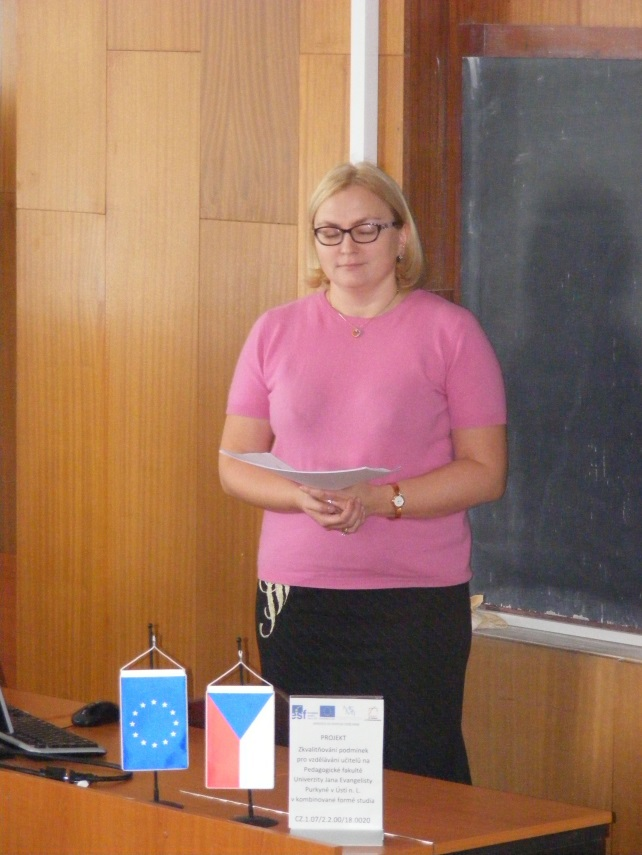 esf
PROJEKT
Zkvalitňování podmínek
pro vzdělávání učitelů na
Pedagogické fakultě
Univerzity Jana Evangelisty
Purkyně v Ústí n. L.
v kombinované formě studia
CZ.1.07/2.2.00/18.0020